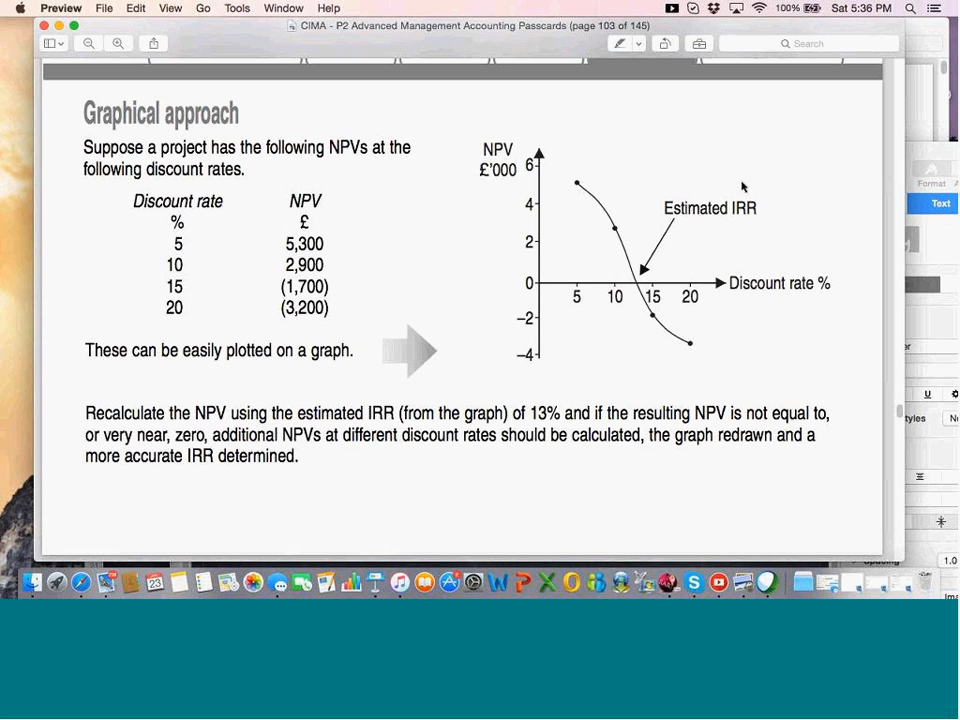 Preview File Edit View Go Tools Window Help 100% Sat 5:36 PM
CIMA - P2 Advanced Management Accounting Passcards (page 103 of 145)
Search
Graphical approach
Suppose a project has the following NPVs at the
following discount rates.
Discount rate NPV
% £
5 5,300
10 2,900
15 (1,700)
20 (3,200)
These can be easily plotted on a graph.
NPV
£'000
6
4
2
0
–2
–4
Estimated IRR
5 10 15 20
Discount rate %
Recalculate the NPV using the estimated IRR (from the graph) of 13% and if the resulting NPV is not equal to,
or very near, zero, additional NPVs at different discount rates should be calculated, the graph redrawn and a
more accurate IRR determined.
Format
Text
U
tyles
1.0
23